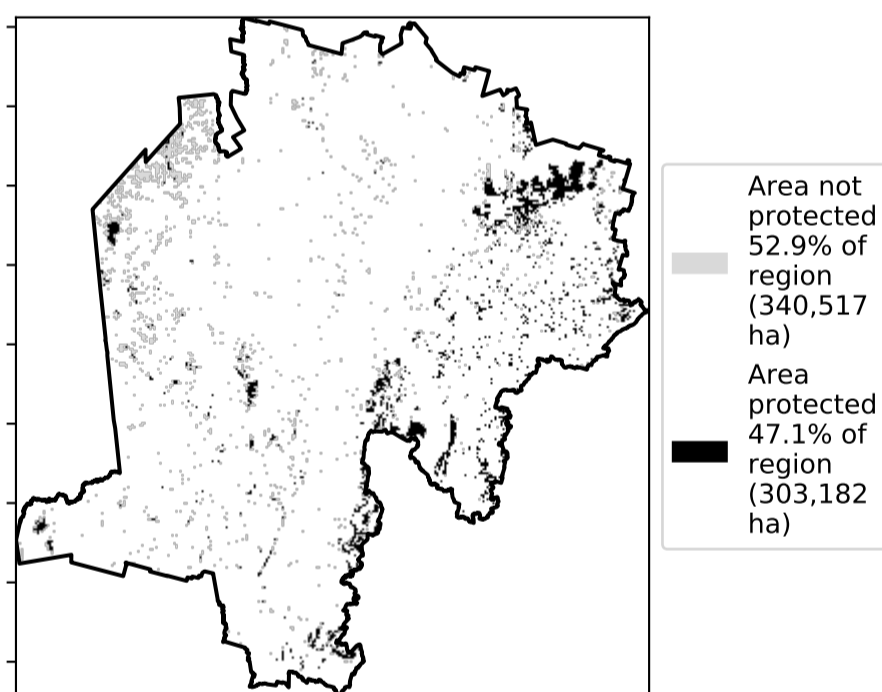 Area not
protected
52.9% of
region
(340,517
ha)
Area
protected
47.1% of
region
(303,182
ha)